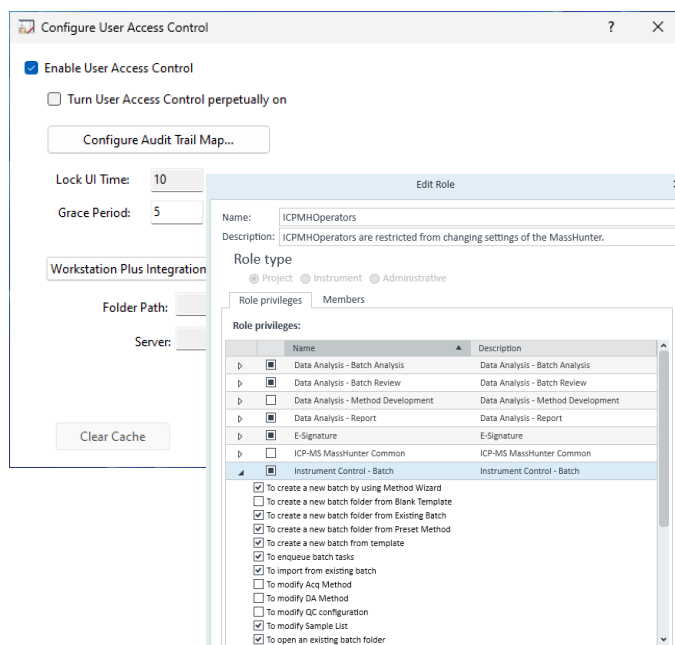 Configure User Access Control
?
Enable User Access Control
Turn User Access Control perpetually on
Configure Audit Trail Map...
Lock UI Time: 10
Grace Period: 5
Workstation Plus Integration
Folder Path:
Server:
Clear Cache
Edit Role
Name: ICPMHOperators
Description: ICPMHOperators are restricted from changing settings of the MassHunter.
Role type
Project Instrument Administrative
Role privileges Members
Role privileges:
Name Description
Data Analysis - Batch Analysis Data Analysis - Batch Analysis
Data Analysis - Batch Review Data Analysis - Batch Review
Data Analysis - Method Development Data Analysis - Method Development
Data Analysis - Report Data Analysis - Report
E-Signature E-Signature
ICP-MS MassHunter Common ICP-MS MassHunter Common
Instrument Control - Batch Instrument Control - Batch
To create a new batch by using Method Wizard
To create a new batch folder from Blank Template
To create a new batch folder from Existing Batch
To create a new batch folder from Preset Method
To create a new batch from template
To enqueue batch tasks
To import from existing batch
To modify Acq Method
To modify DA Method
To modify QC configuration
To modify Sample List
To open an existing batch folder